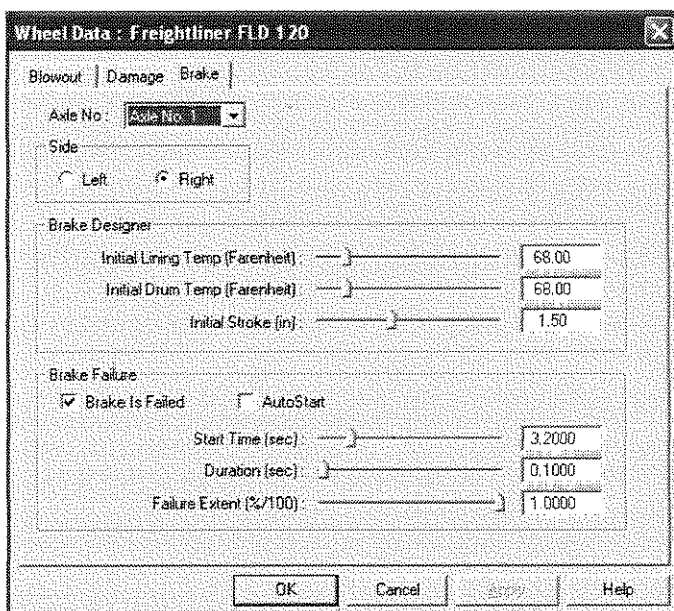 Wheel Data : Freightliner FLD 120
Blowout Damage Brake
Axle No : Axle No. 1
Side
Left Right
Brake Designer
Initial Lining Temp (Farenheit) : 68.00
Initial Drum Temp (Farenheit) : 68.00
Initial Stroke (in) : 1.50
Brake Failure
Brake Is Failed AutoStart
Start Time (sec) : 3.2000
Duration (sec) : 0.1000
Failure Extent (%/100) : 1.0000
OK Cancel Apply Help